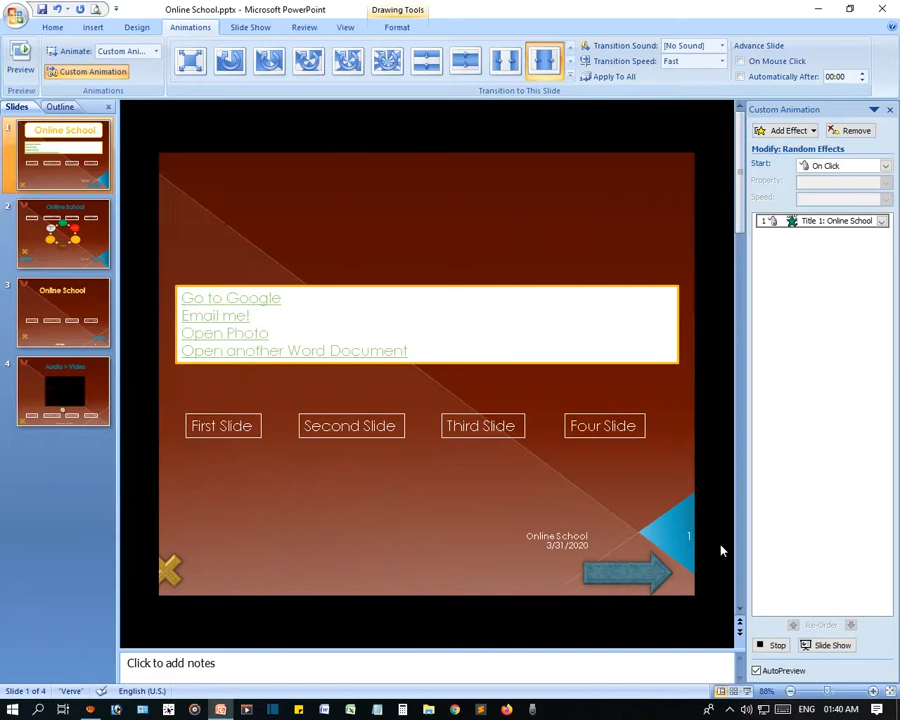 Online School.pptx - Microsoft PowerPoint
Drawing Tools
Home
Insert
Design
Animations
Slide Show
Review
View
Format
Preview
Animate:
Custom Ani...
Custom Animation
Transition Sound:
[No Sound]
Transition Speed:
Fast
Apply To All
Advance Slide
On Mouse Click
Automatically After:
00:00
Preview
Animations
Transition to This Slide
Slides
Outline
1
Online School
2
Online School
3
Online School
4
Audio + Video
Go to Google
Email me!
Open Photo
Open another Word Document
First Slide
Second Slide
Third Slide
Four Slide
Online School
3/31/2020
1
Custom Animation
Add Effect
Remove
Modify: Random Effects
Start:
On Click
Property:
Speed:
1
Title 1: Online School
Re-Order
Stop
Slide Show
AutoPreview
Click to add notes
Slide 1 of 4
"Verve"
English (U.S.)
88%
ENG
01:40 AM